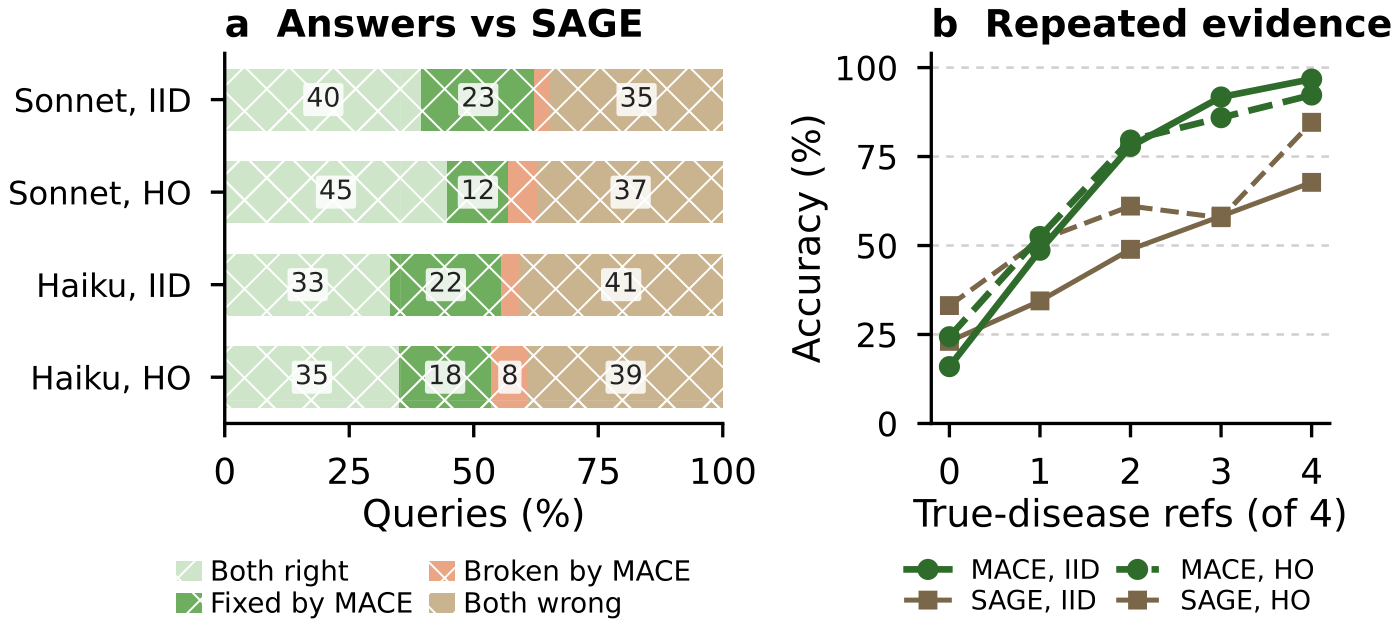 a Answers vs SAGE
Sonnet, IID
40
23
35
Sonnet, HO
45
12
37
Haiku, IID
33
22
41
Haiku, HO
35
18
8
39
0 25 50 75 100
Queries (%)
Both right
Broken by MACE
Fixed by MACE
Both wrong
b Repeated evidence
Accuracy (%)
100
75
50
25
0
0 1 2 3 4
True-disease refs (of 4)
MACE, IID
MACE, HO
SAGE, IID
SAGE, HO